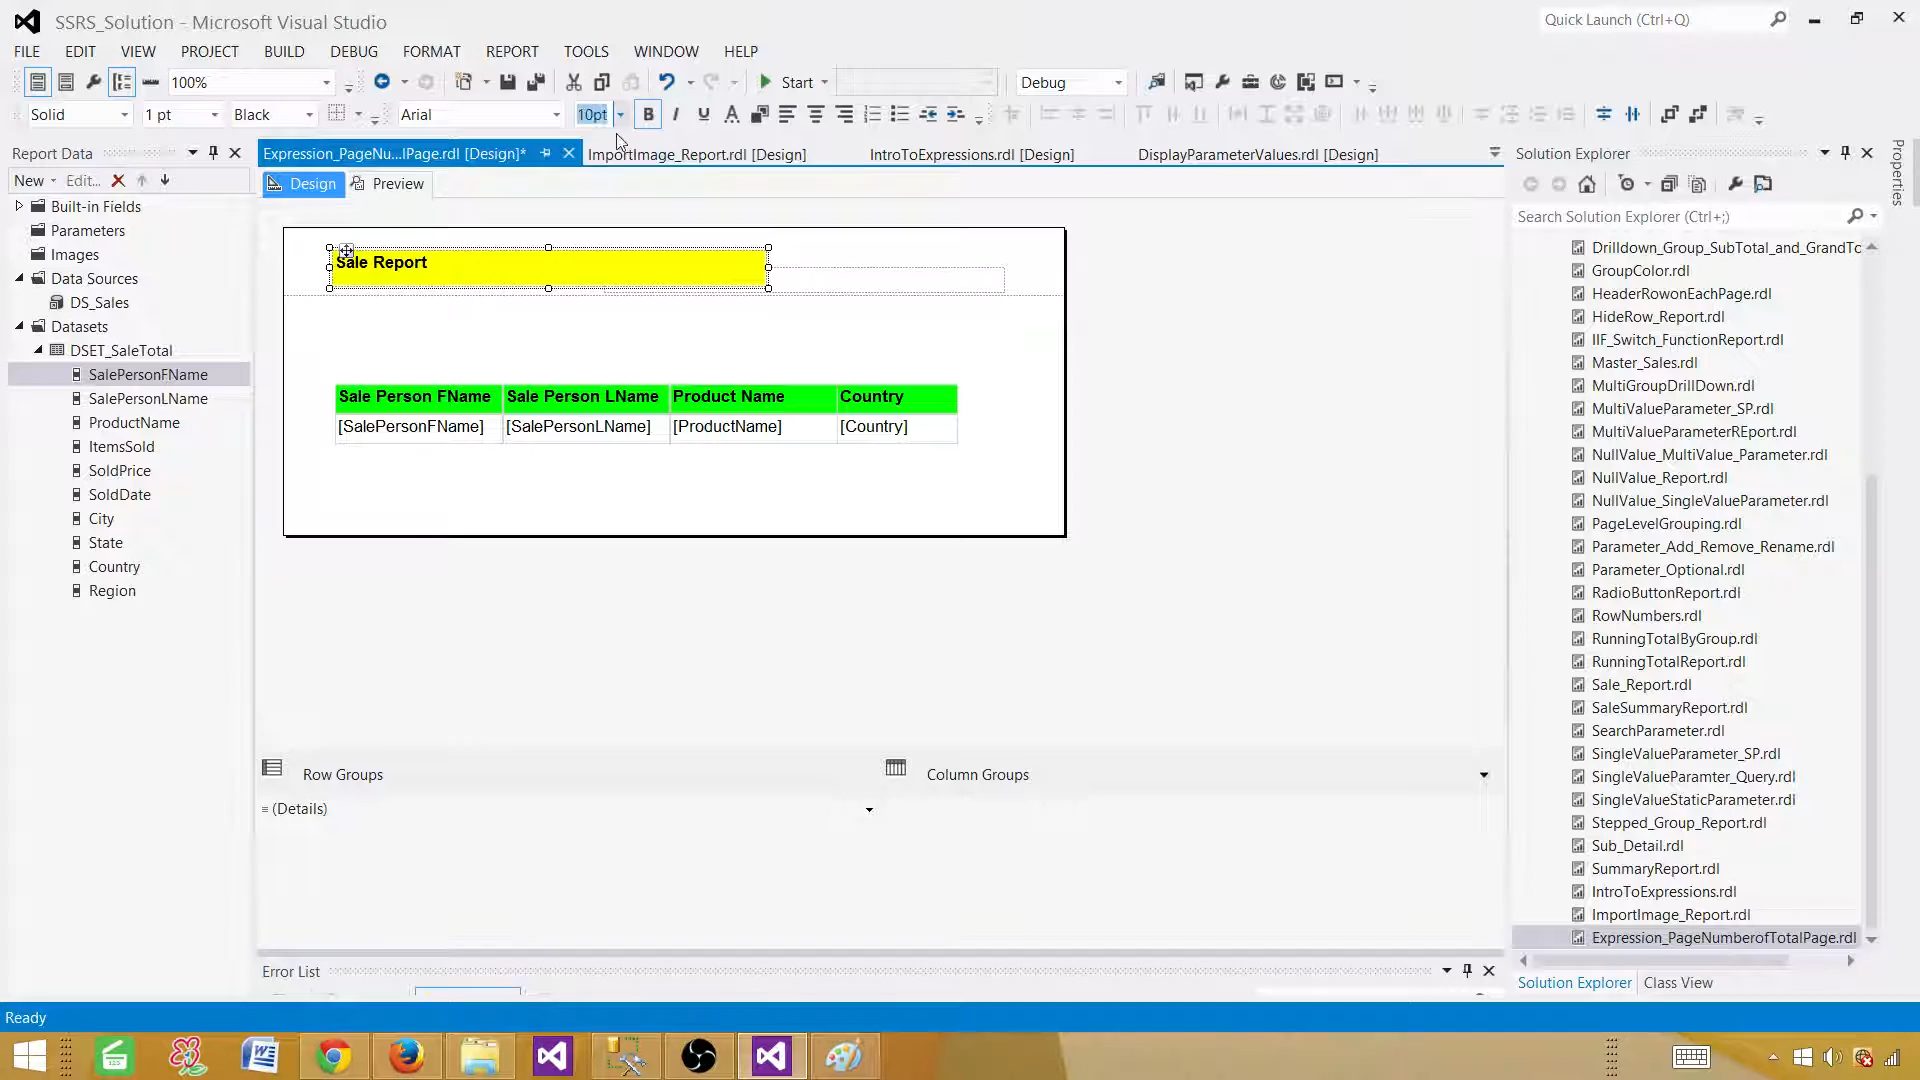 SSRS_Solution - Microsoft Visual Studio
Quick Launch (Ctrl+Q)
FILE EDIT VIEW PROJECT BUILD DEBUG FORMAT REPORT TOOLS WINDOW HELP
100% Start Debug
Solid 1 pt Black Arial 10pt B I U A
Report Data
Expression_PageNu...lPage.rdl [Design]* ImportImage_Report.rdl [Design] IntroToExpressions.rdl [Design] DisplayParameterValues.rdl [Design]
Solution Explorer
Properties
New Edit...
Design Preview
Search Solution Explorer (Ctrl+;)
Built-in Fields
Parameters
Images
Data Sources
DS_Sales
Datasets
DSET_SaleTotal
SalePersonFName
SalePersonLName
ProductName
ItemsSold
SoldPrice
SoldDate
City
State
Country
Region
Sale Report
Sale Person FName Sale Person LName Product Name Country
[SalePersonFName] [SalePersonLName] [ProductName] [Country]
Row Groups Column Groups
(Details)
Error List
Drilldown_Group_SubTotal_and_GrandTo
GroupColor.rdl
HeaderRowonEachPage.rdl
HideRow_Report.rdl
IIF_Switch_FunctionReport.rdl
Master_Sales.rdl
MultiGroupDrillDown.rdl
MultiValueParameter_SP.rdl
MultiValueParameterREport.rdl
NullValue_MultiValue_Parameter.rdl
NullValue_Report.rdl
NullValue_SingleValueParameter.rdl
PageLevelGrouping.rdl
Parameter_Add_Remove_Rename.rdl
Parameter_Optional.rdl
RadioButtonReport.rdl
RowNumbers.rdl
RunningTotalByGroup.rdl
RunningTotalReport.rdl
Sale_Report.rdl
SaleSummaryReport.rdl
SearchParameter.rdl
SingleValueParameter_SP.rdl
SingleValueParamter_Query.rdl
SingleValueStaticParameter.rdl
Stepped_Group_Report.rdl
Sub_Detail.rdl
SummaryReport.rdl
IntroToExpressions.rdl
ImportImage_Report.rdl
Expression_PageNumberofTotalPage.rdl
Solution Explorer Class View
Ready